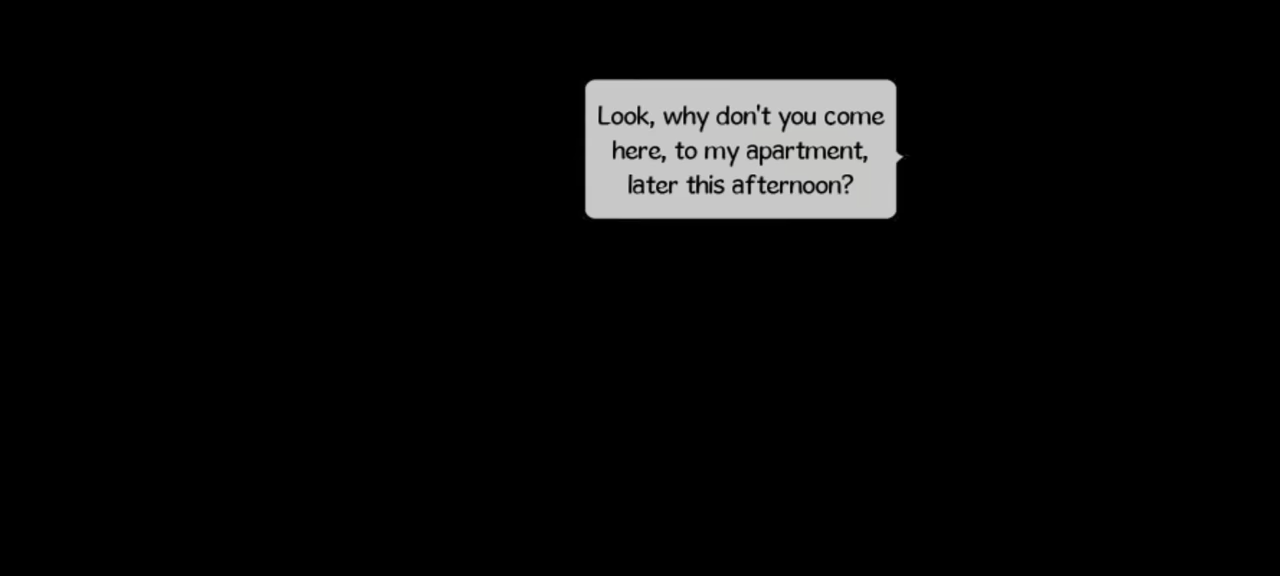 Look, why don't you come
here, to my apartment,
later this afternoon?